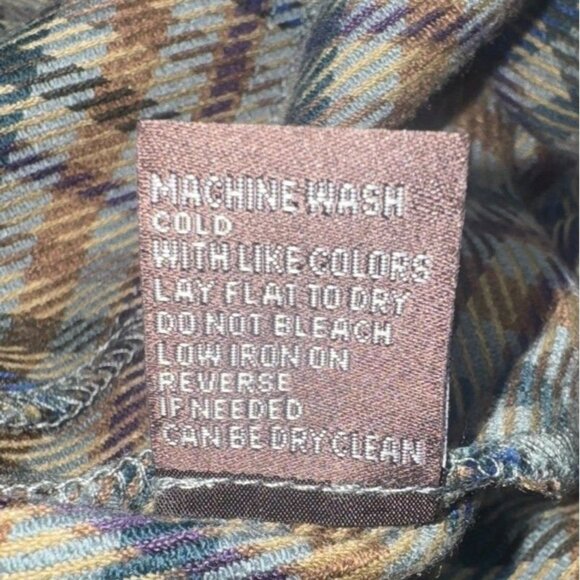 MACHINE WASH
COLD
WITH LIKE COLORS
LAY FLAT TO DRY
DO NOT BLEACH
LOW IRON ON
REVERSE
IF NEEDED
CAN BE DRY CLEAN